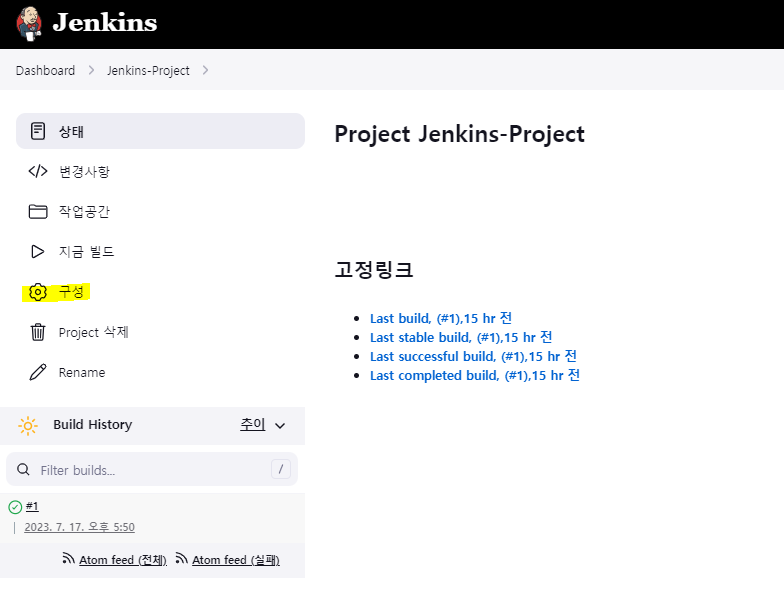 Jenkins
Dashboard
Jenkins-Project
상태
변경사항
작업공간
지금 빌드
구성
Project 삭제
Rename
Build History
추이
Filter builds...
/
#1
2023. 7. 17. 오후 5:50
Atom feed (전체)
Atom feed (실패)
Project Jenkins-Project
고정링크
Last build, (#1),15 hr 전
Last stable build, (#1),15 hr 전
Last successful build, (#1),15 hr 전
Last completed build, (#1),15 hr 전